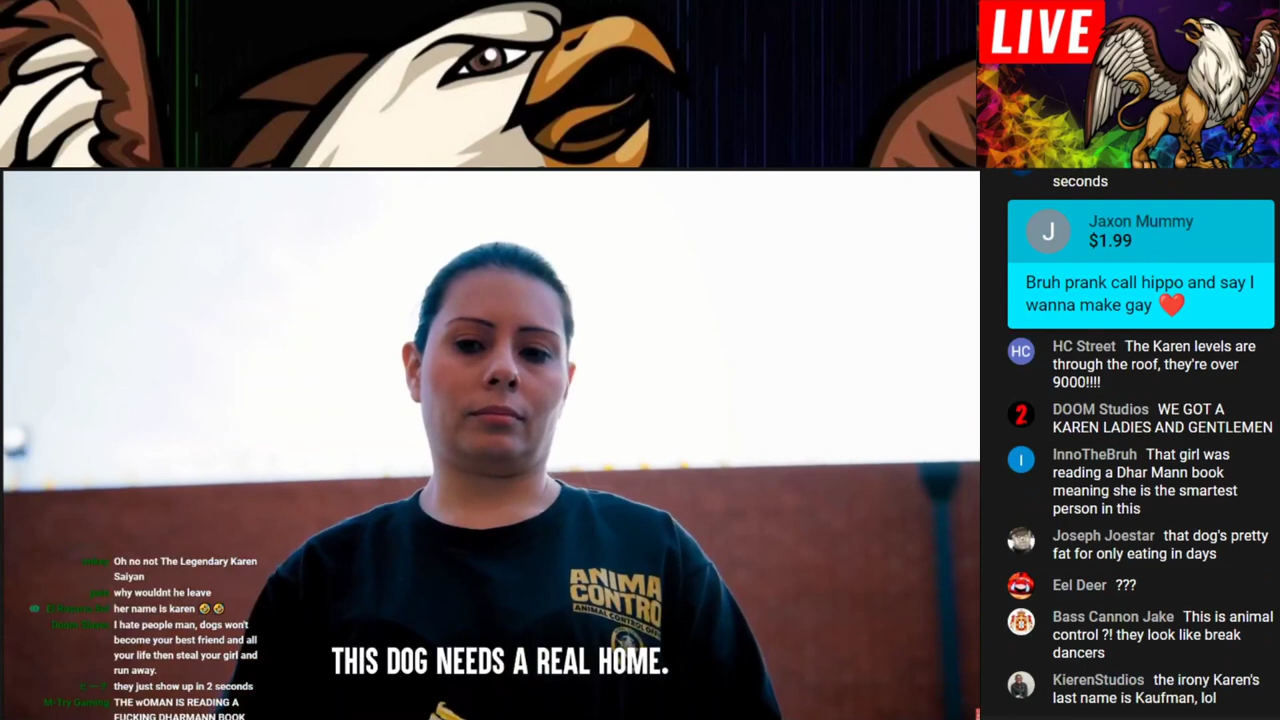 LIVE
seconds
J
Jaxon Mummy
$1.99
Bruh prank call hippo and say I
wanna make gay ❤️
HC
HC Street The Karen levels are
through the roof, they're over
9000!!!!
2
DOOM Studios WE GOT A
KAREN LADIES AND GENTLEMEN
I
InnoTheBruh That girl was
reading a Dhar Mann book
meaning she is the smartest
person in this
Joseph Joestar that dog's pretty
fat for only eating in days
Eel Deer ???
Bass Cannon Jake This is animal
control ?! they look like break
dancers
KierenStudios the irony Karen's
last name is Kaufman, lol
Oh no not The Legendary Karen
Saiyan
why wouldnt he leave
her name is karen 🤣 🤣
I hate people man, dogs won't
become your best friend and all
your life then steal your girl and
run away.
they just show up in 2 seconds
M-Try Gaming THE wOMAN IS READING A
FUCKING DHARMANN BOOK
ANIMA
CONTRO
ANIMAL CONTROL OFF
THIS DOG NEEDS A REAL HOME.